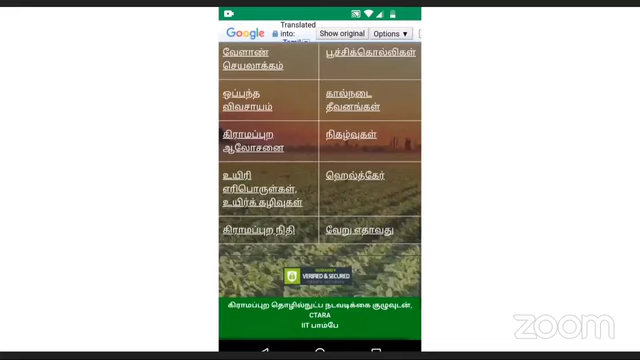 Google
Translated
into:
Show original
Options ▼
வேளாண்
செயலாக்கம்
பூச்சிக்கொல்லிகள்
ஒப்பந்த
விவசாயம்
கால்நடை
தீவனங்கள்
கிராமப்புற
ஆலோசனை
நிகழ்வுகள்
உயிரி
எரிபொருள்கள்,
உயிர்க் கழிவுகள்
ஹெல்த்கேர்
கிராமப்புற நிதி
வேறு எதாவது
VERIFIED & SECURED
கிராமப்புற தொழில்நுட்ப நடவடிக்கை குழுவுடன்,
CTARA
IIT பாம்பே
zoom